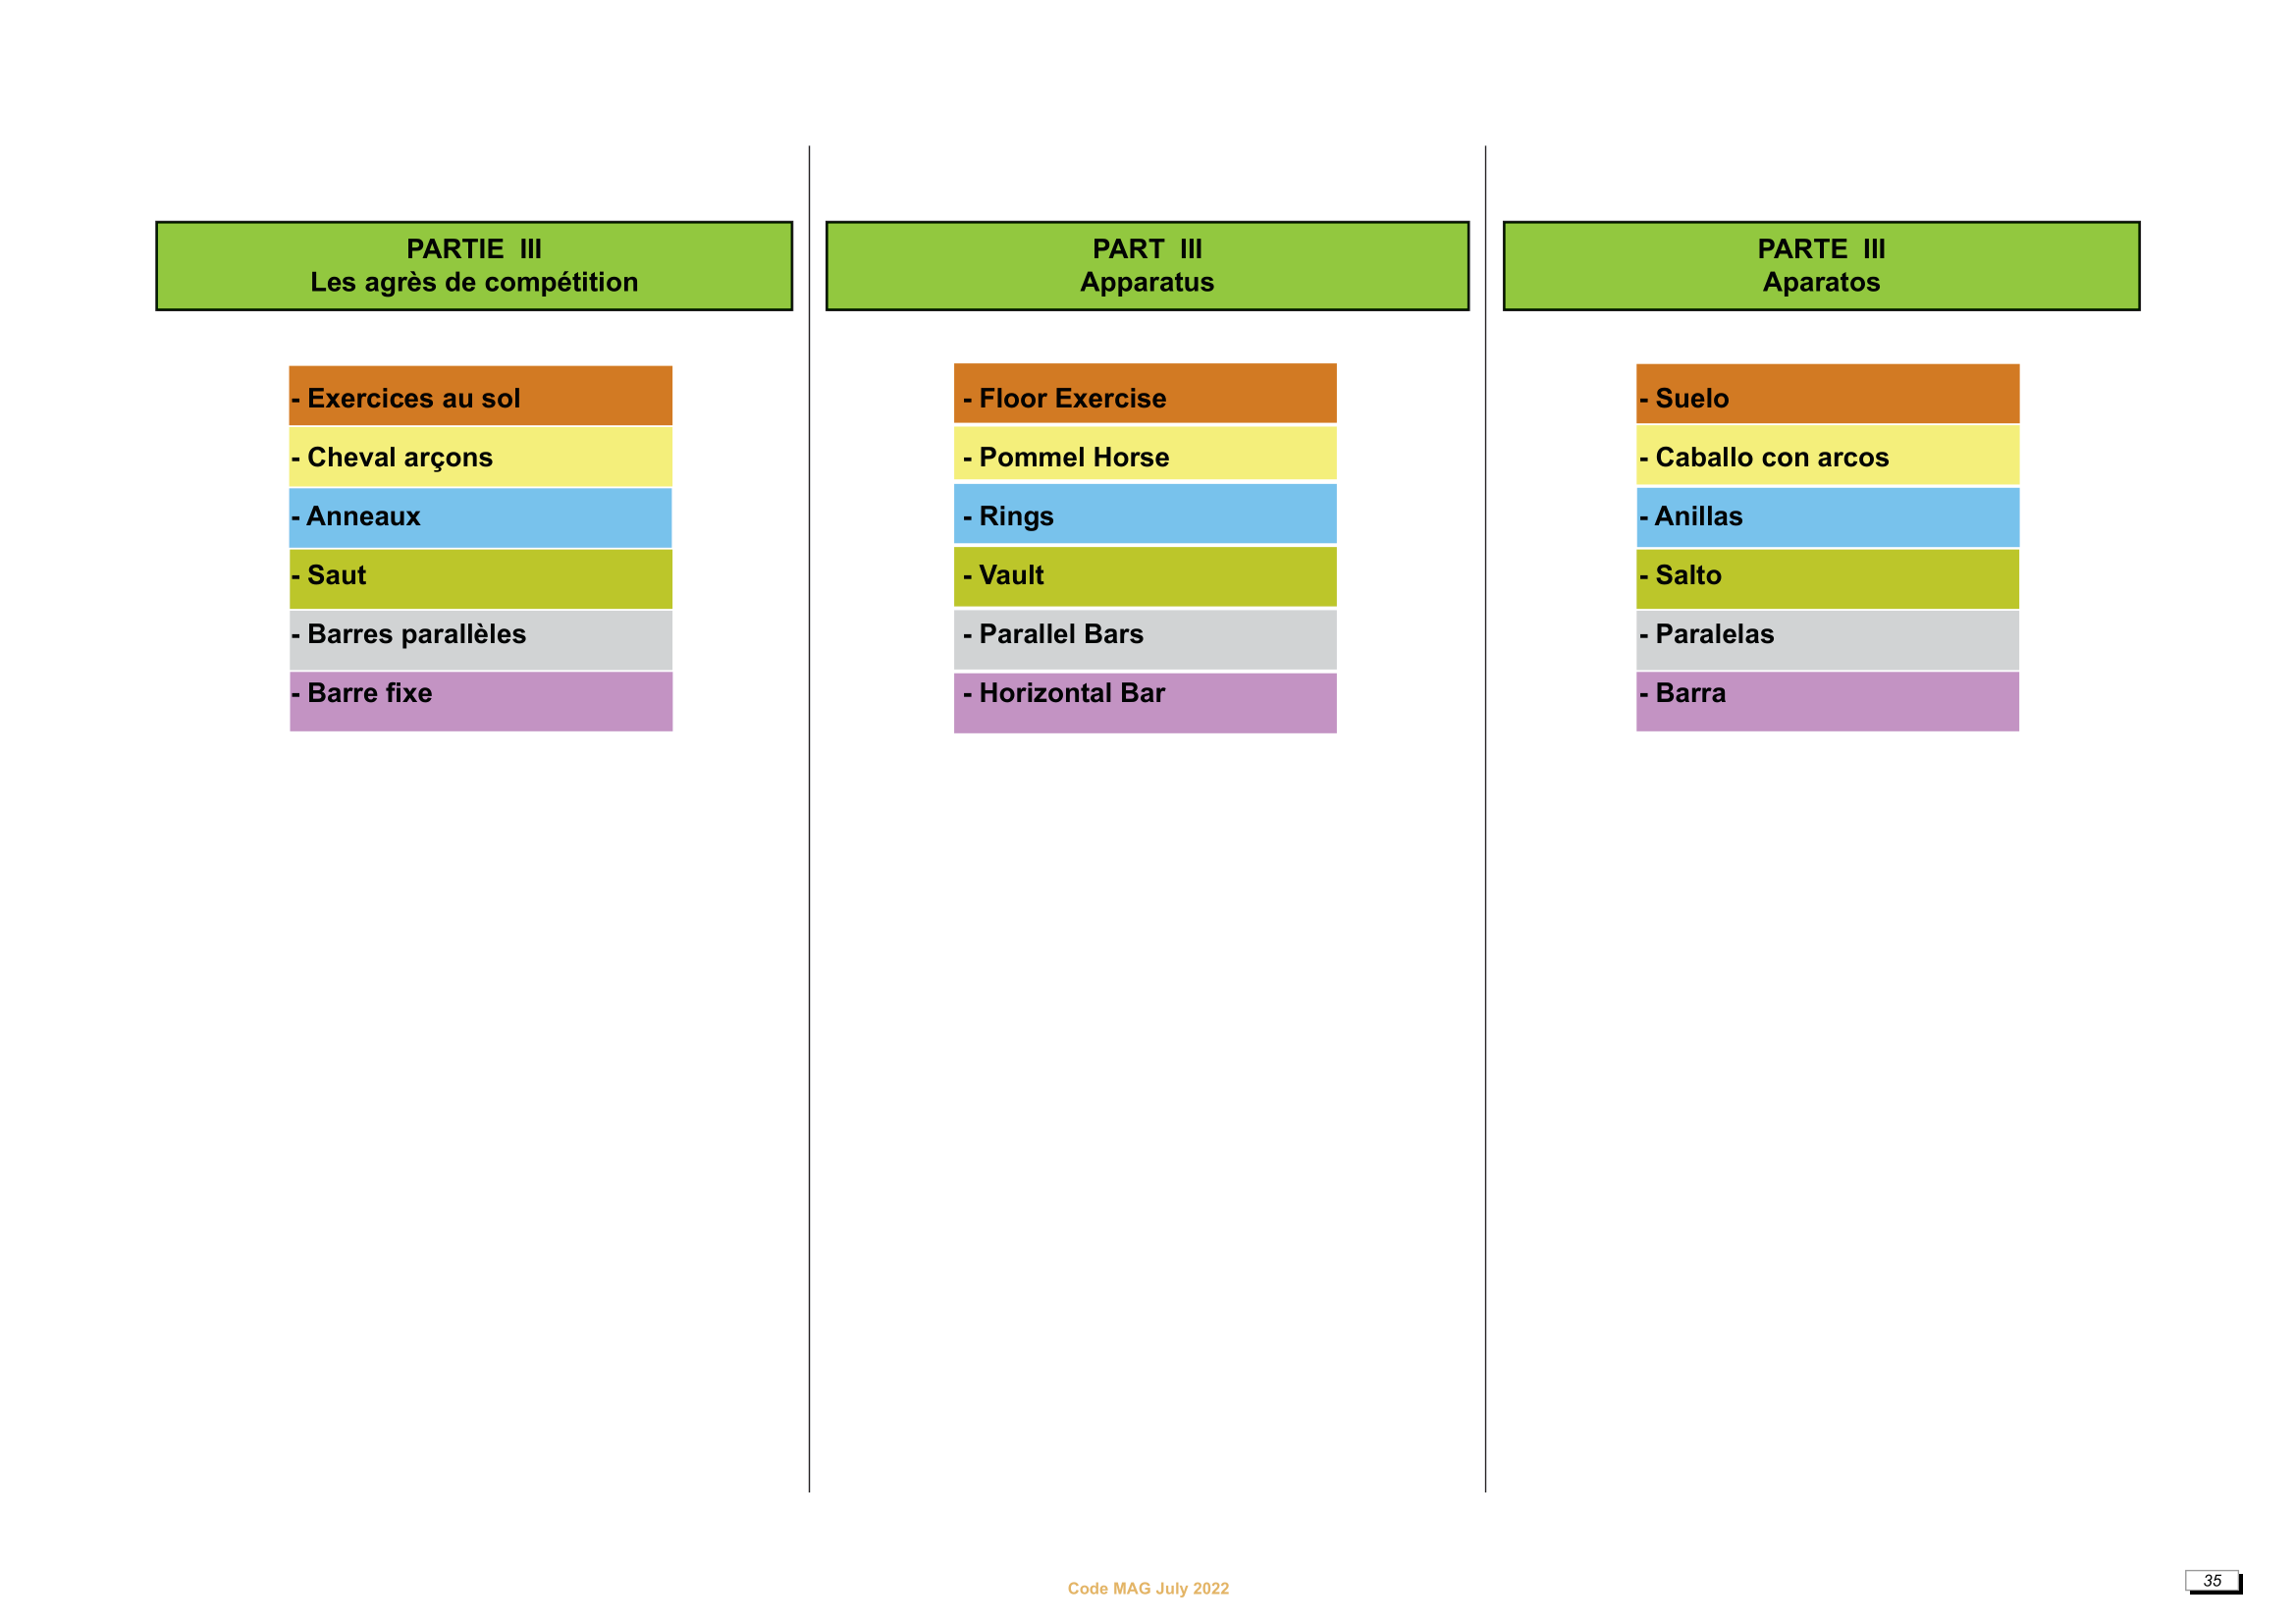 PARTIE III
Les agrès de compétition
- Exercices au sol
- Cheval arçons
- Anneaux
- Saut
- Barres parallèles
- Barre fixe
PART III
Apparatus
- Floor Exercise
- Pommel Horse
- Rings
- Vault
- Parallel Bars
- Horizontal Bar
PARTE III
Aparatos
- Suelo
- Caballo con arcos
- Anillas
- Salto
- Paralelas
- Barra
Code MAG July 2022
35